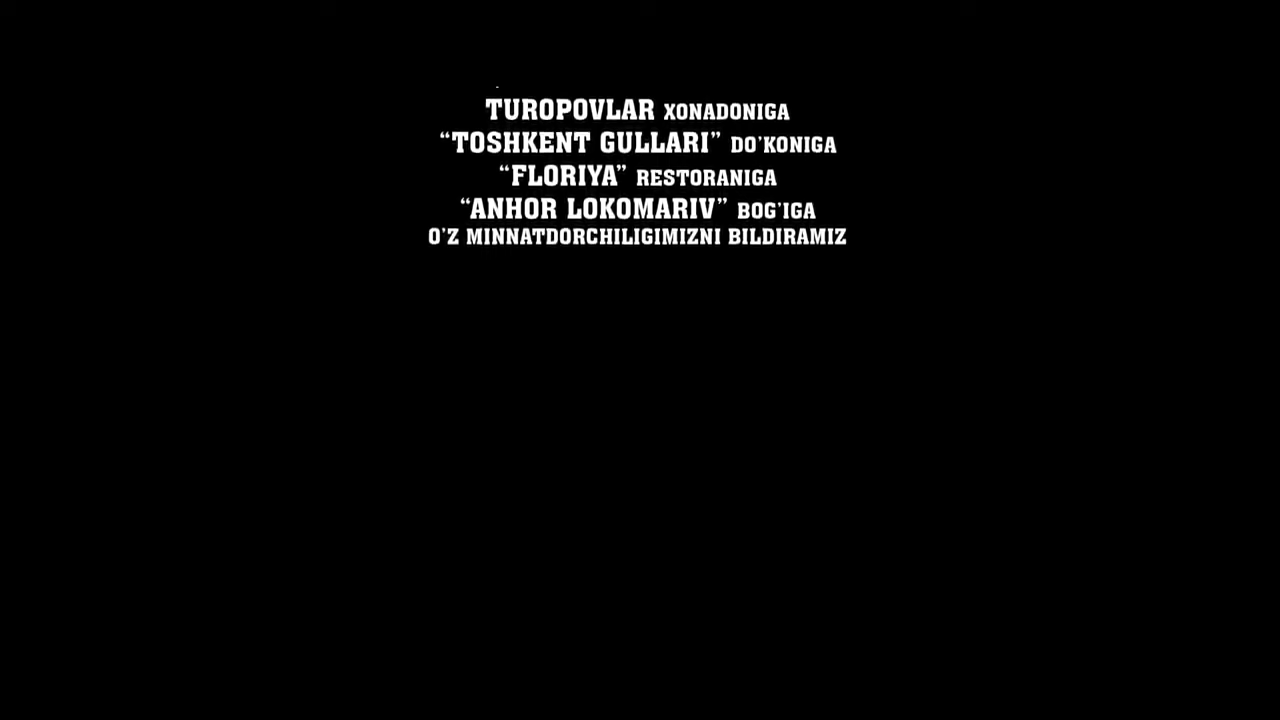 TUROPOVLAR XONADONIGA
“TOSHKENT GULLARI” DO’KONIGA
“FLORIYA” RESTORANIGA
“ANHOR LOKOMARIV” BOG’IGA
O’Z MINNATDORCHILIGIMIZNI BILDIRAMIZ